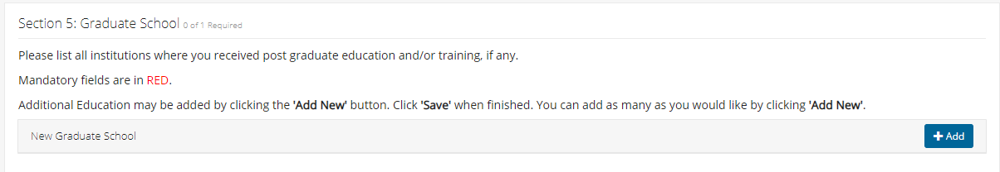 Section 5: Graduate School 0 of 1 Required
Please list all institutions where you received post graduate education and/or training, if any.
Mandatory fields are in RED.
Additional Education may be added by clicking the 'Add New' button. Click 'Save' when finished. You can add as many as you would like by clicking 'Add New'.
New Graduate School + Add